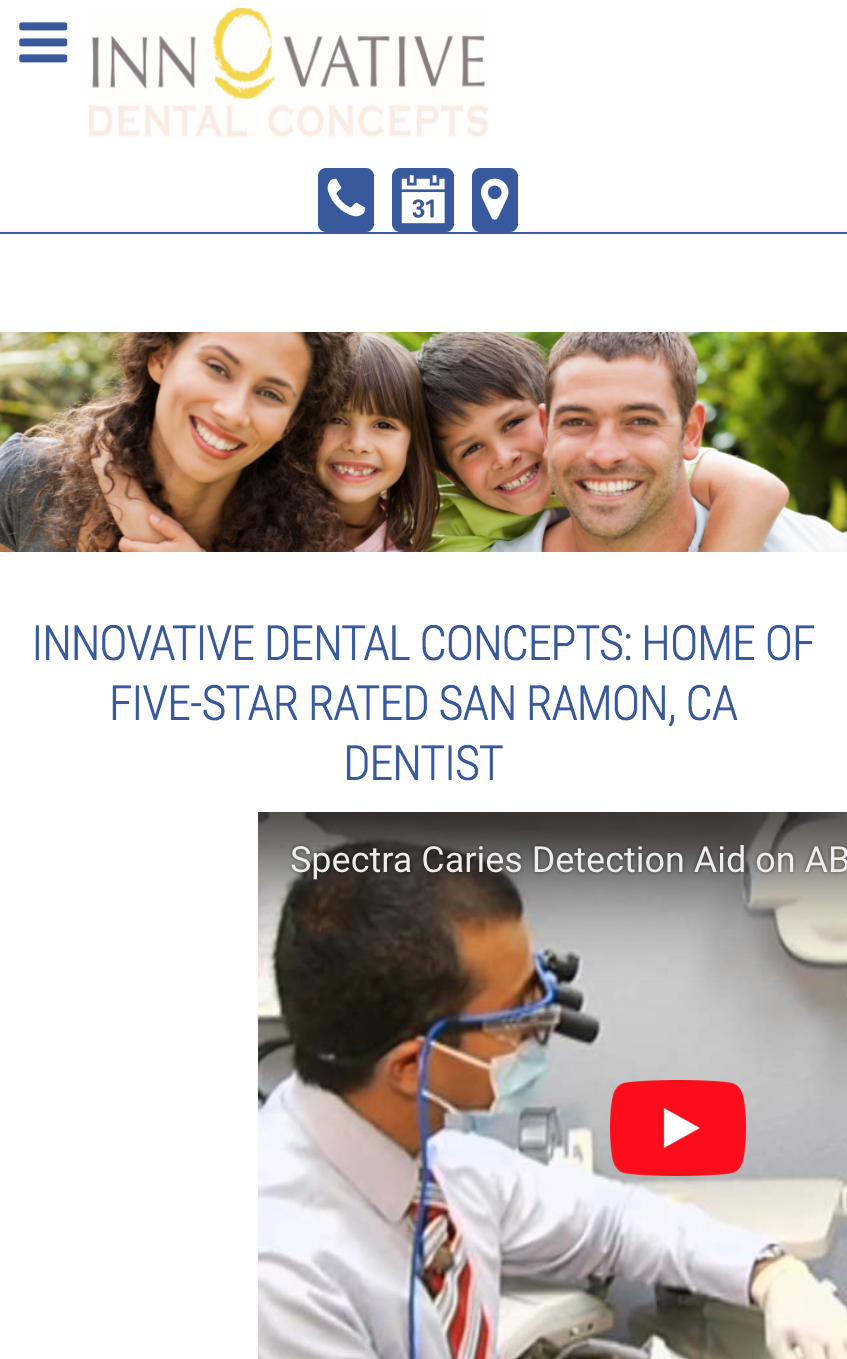 INNOVATIVE
DENTAL CONCEPTS
31
INNOVATIVE DENTAL CONCEPTS: HOME OF
FIVE-STAR RATED SAN RAMON, CA
DENTIST
Spectra Caries Detection Aid on AB